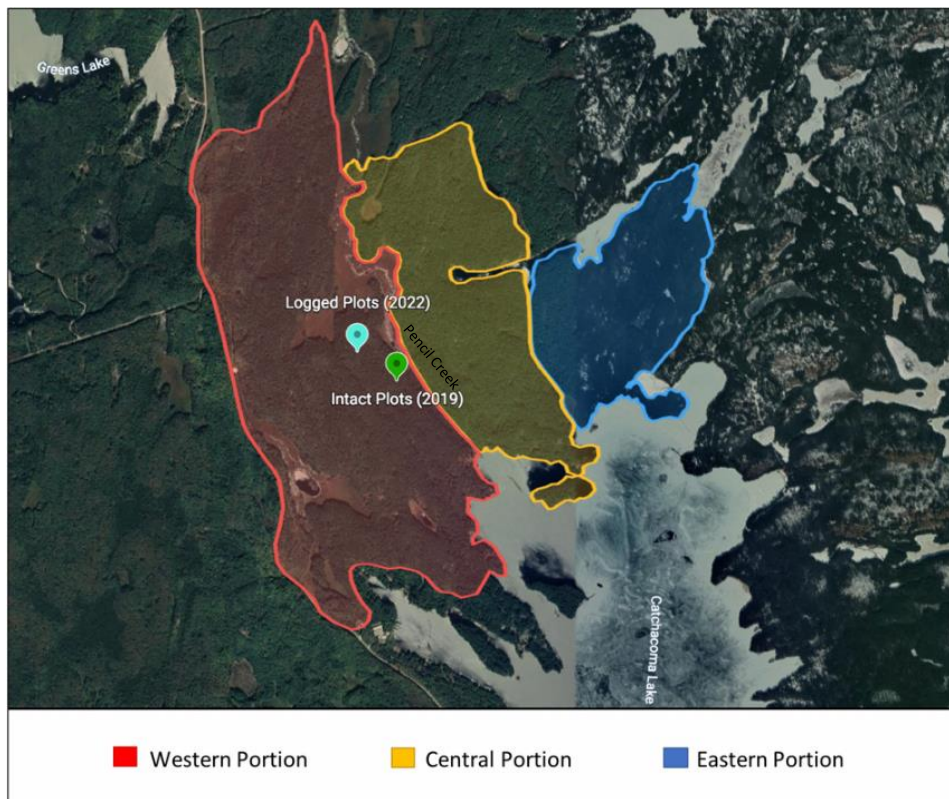 Greens Lake
Logged Plots (2022)
Pencil Creek
Intact Plots (2019)
Catchacoma Lake
Western Portion
Central Portion
Eastern Portion